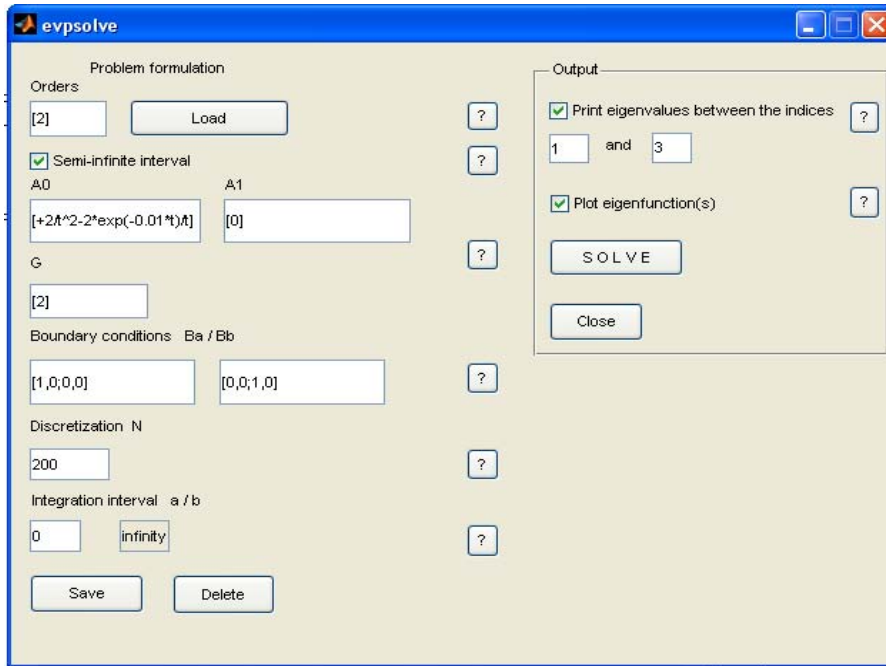 evpsolve
Problem formulation
Orders
[2]
Load
?
Semi-infinite interval
?
A0
A1
[+2/t^2-2*exp(-0.01*t)/t]
[0]
?
G
[2]
Boundary conditions Ba / Bb
[1,0;0,0]
[0,0;1,0]
?
Discretization N
200
?
Integration interval a / b
0
infinity
?
Save
Delete
Output
Print eigenvalues between the indices
?
1
and
3
Plot eigenfunction(s)
?
S O L V E
Close